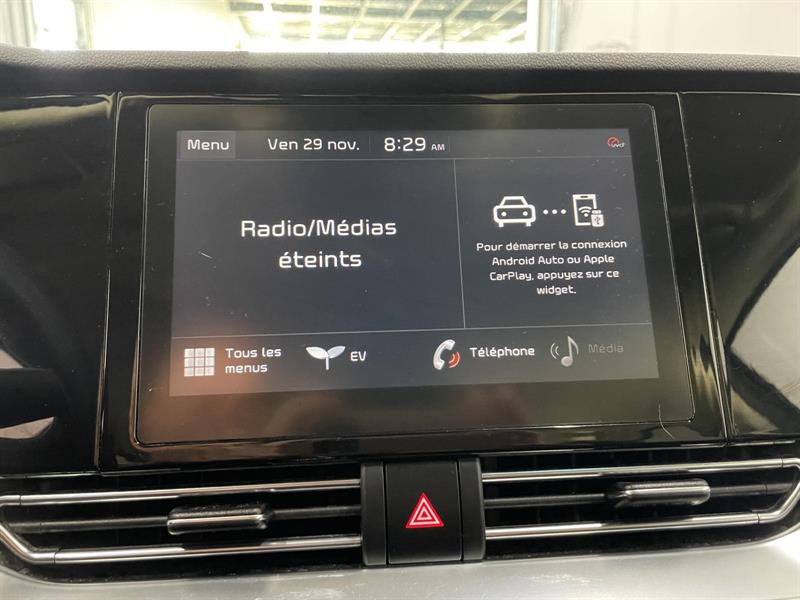 Menu
Ven 29 nov.
8:29 AM
Radio/Médias
éteints
Pour démarrer la connexion
Android Auto ou Apple
CarPlay, appuyez sur ce
widget.
Tous les
menus
EV
Téléphone
Média